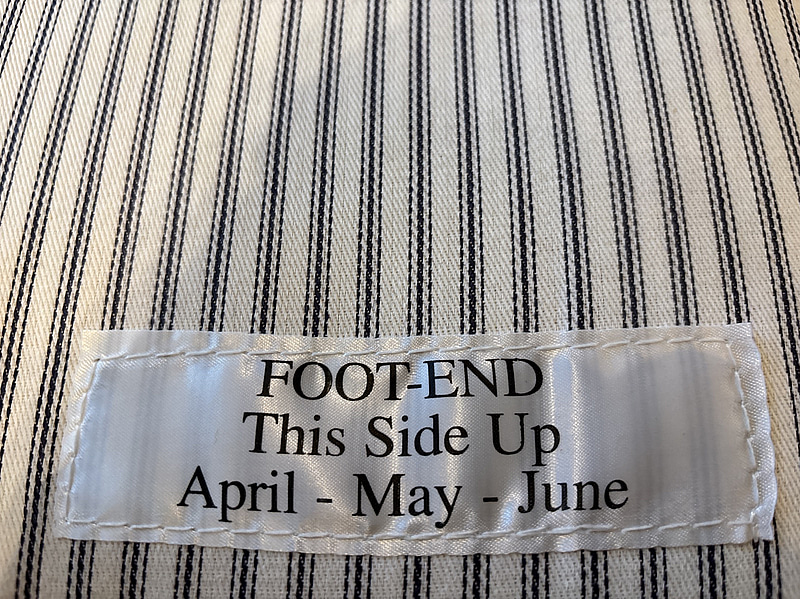 FOOT-END
This Side Up
April - May - June